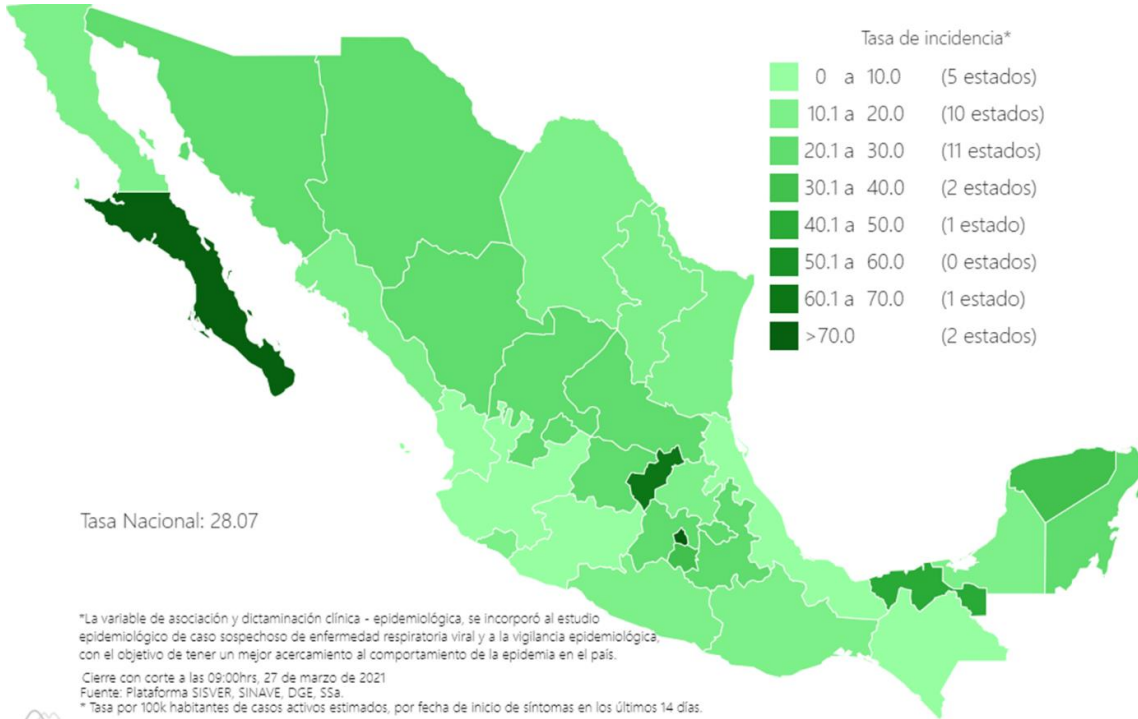 Tasa de incidencia*
0 a 10.0 (5 estados)
10.1 a 20.0 (10 estados)
20.1 a 30.0 (11 estados)
30.1 a 40.0 (2 estados)
40.1 a 50.0 (1 estado)
50.1 a 60.0 (0 estados)
60.1 a 70.0 (1 estado)
>70.0 (2 estados)
Tasa Nacional: 28.07
*La variable de asociación y dictaminación clínica - epidemiológica, se incorporó al estudio
epidemiológico de caso sospechoso de enfermedad respiratoria viral y a la vigilancia epidemiológica,
con el objetivo de tener un mejor acercamiento al comportamiento de la epidemia en el país.
Cierre con corte a las 09:00hrs, 27 de marzo de 2021
Fuente: Plataforma SISVER, SINAVE, DGE, SSa.
* Tasa por 100k habitantes de casos activos estimados, por fecha de inicio de síntomas en los últimos 14 días.